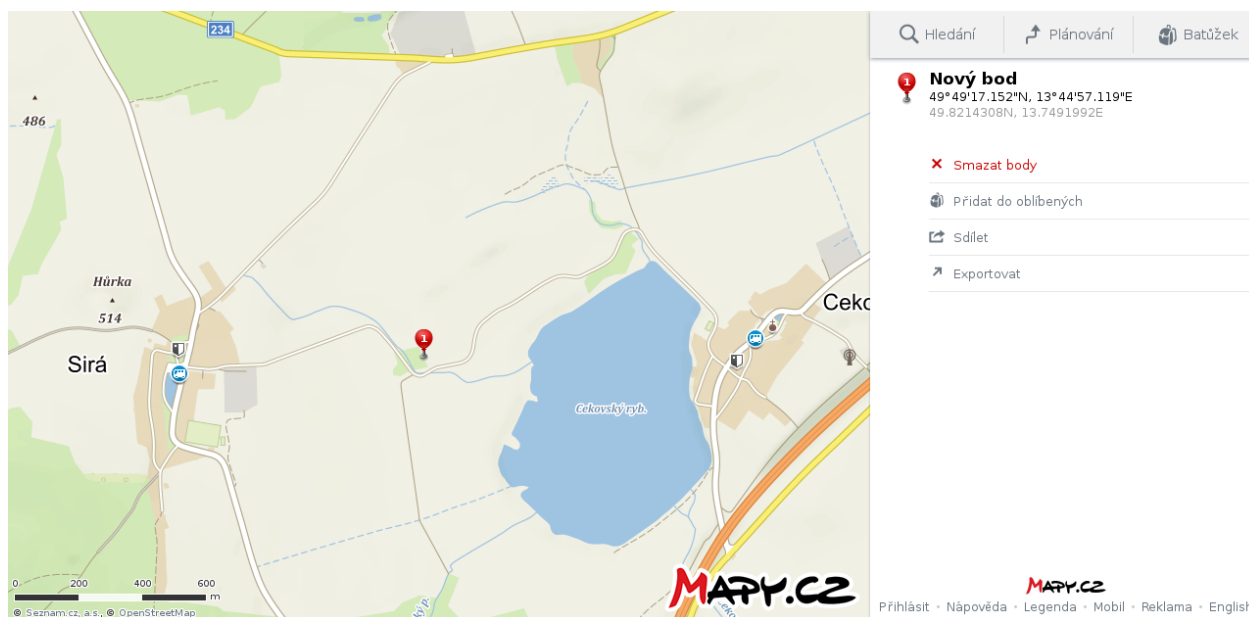 234
486
Hůrka
514
Sirá
1
Cekovský ryb.
0 200 400 600
m
© Seznam.cz, a.s., © OpenStreetMap
Mapy.cz
Hledání
Plánování
Batůžek
1
Nový bod
49°49'17.152"N, 13°44'57.119"E
49.8214308N, 13.7491992E
Smazat body
Přidat do oblíbených
Sdílet
Exportovat
Mapy.cz
Přihlásit • Nápověda • Legenda • Mobil • Reklama • English